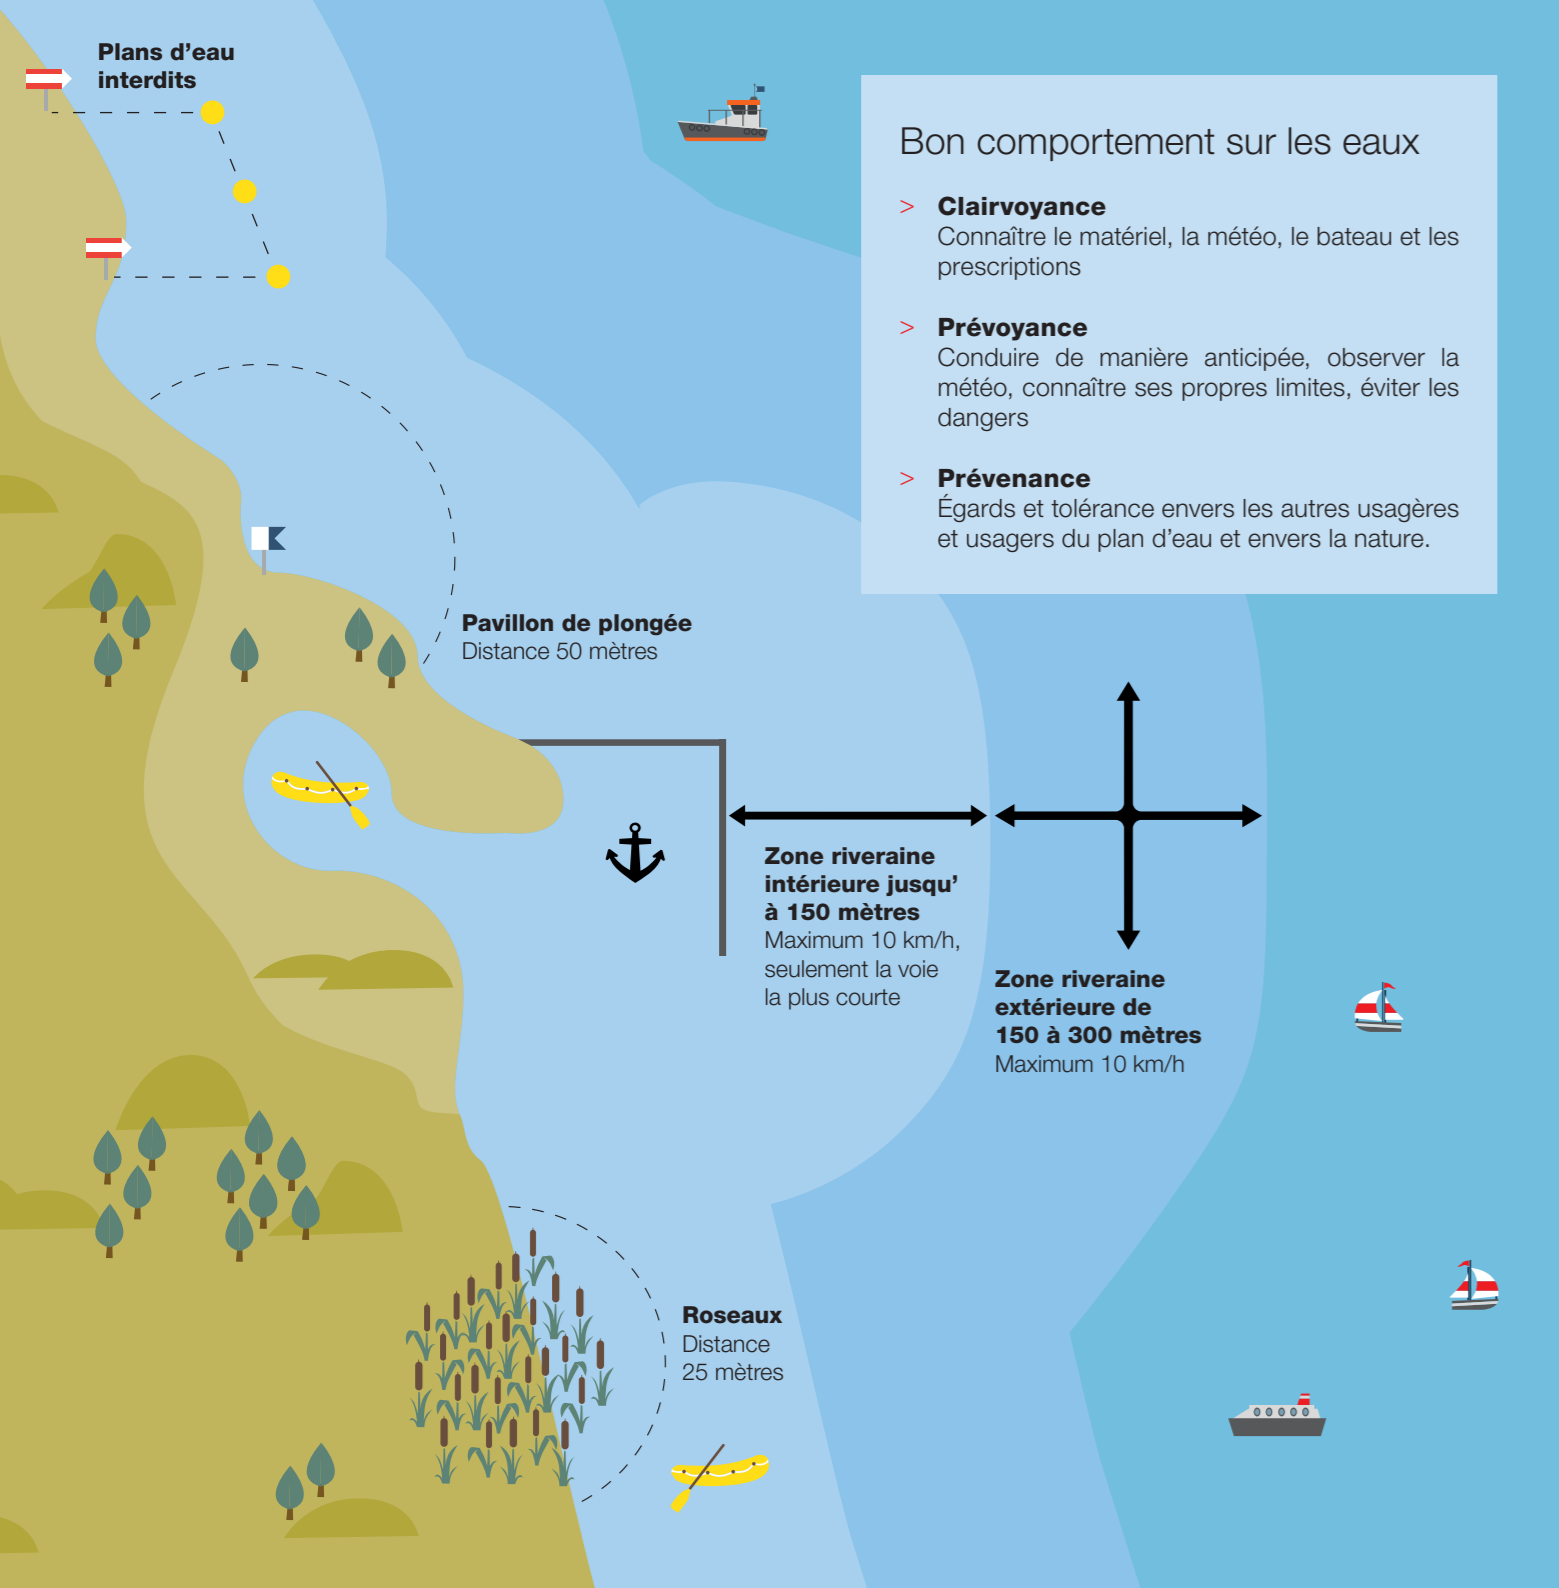 Plans d’eau
interdits
Bon comportement sur les eaux
> Clairvoyance
Connaître le matériel, la météo, le bateau et les
prescriptions
> Prévoyance
Conduire de manière anticipée, observer la
météo, connaître ses propres limites, éviter les
dangers
> Prévenance
Égards et tolérance envers les autres usagères
et usagers du plan d’eau et envers la nature.
Pavillon de plongée
Distance 50 mètres
Zone riveraine
intérieure jusqu’
à 150 mètres
Maximum 10 km/h,
seulement la voie
la plus courte
Zone riveraine
extérieure de
150 à 300 mètres
Maximum 10 km/h
Roseaux
Distance
25 mètres